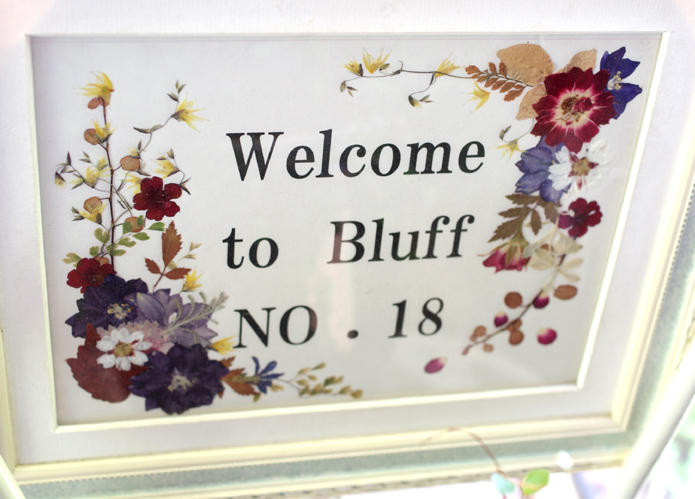 Welcome
to Bluff
NO . 18